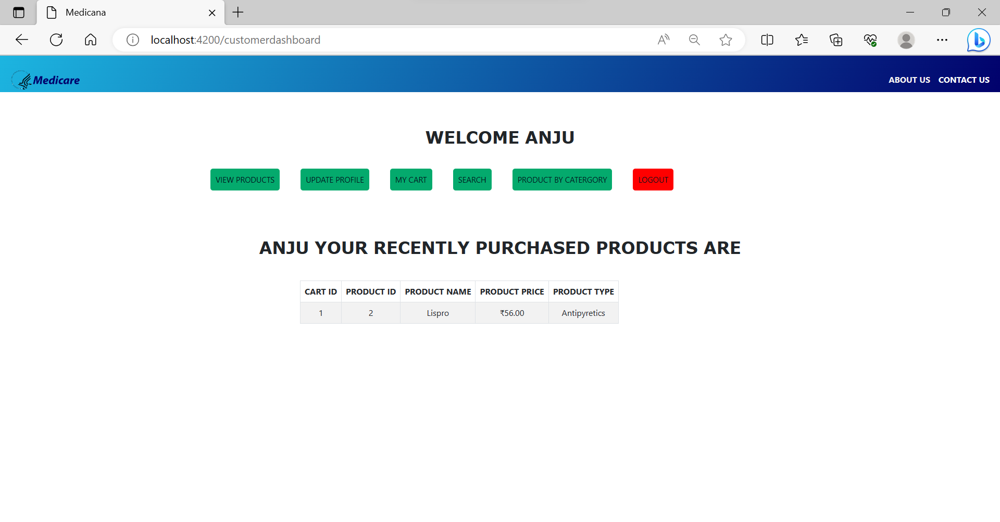 Medicana
localhost:4200/customerdashboard
Medicare
ABOUT US CONTACT US
WELCOME ANJU
VIEW PRODUCTS UPDATE PROFILE MY CART SEARCH PRODUCT BY CATERGORY LOGOUT
ANJU YOUR RECENTLY PURCHASED PRODUCTS ARE
CART ID PRODUCT ID PRODUCT NAME PRODUCT PRICE PRODUCT TYPE
1 2 Lispro ₹56.00 Antipyretics